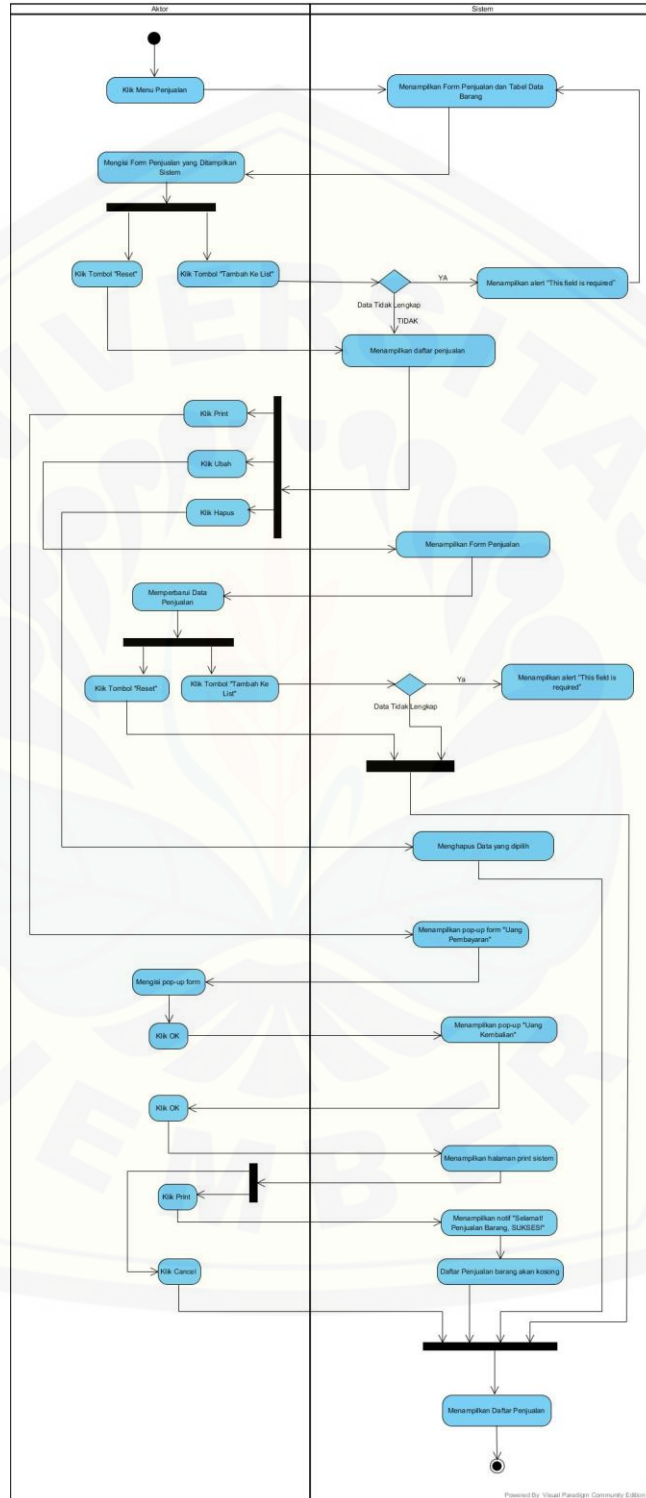 Aktor
Sistem
Klik Menu Penjualan
Menampilkan Form Penjualan dan Tabel Data
Barang
Mengisi Form Penjualan yang Ditampilkan
Sistem
Klik Tombol "Reset"
Klik Tombol "Tambah Ke List"
YA
Menampilkan alert "This field is required"
Data Tidak Lengkap
TIDAK
Menampilkan daftar penjualan
Klik Print
Klik Ubah
Klik Hapus
Menampilkan Form Penjualan
Memperbarui Data
Penjualan
Klik Tombol "Reset"
Klik Tombol "Tambah Ke
List"
Ya
Menampilkan alert "This field is
required"
Data Tidak Lengkap
Menghapus Data yang dipilih
Menampilkan pop-up form "Uang
Pembayaran"
Mengisi pop-up form
Klik OK
Menampilkan pop-up "Uang
Kembalian"
Klik OK
Menampilkan halaman print sistem
Klik Print
Menampilkan notif "Selamat!
Penjualan Barang, SUKSES!"
Klik Cancel
Daftar Penjualan barang akan kosong
Menampilkan Daftar Penjualan
Powered By Visual Paradigm Community Edition
UNIVERSITAS
JEMBER